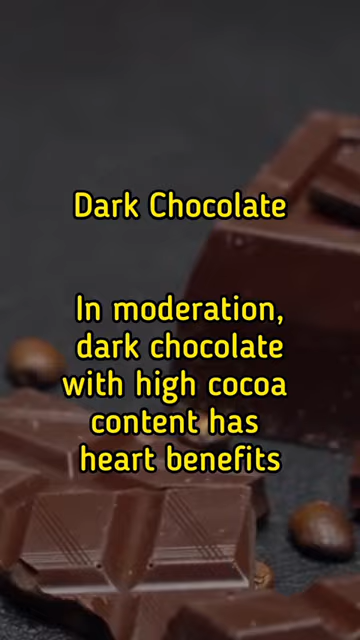 Dark Chocolate
In moderation,
dark chocolate
with high cocoa
content has
heart benefits